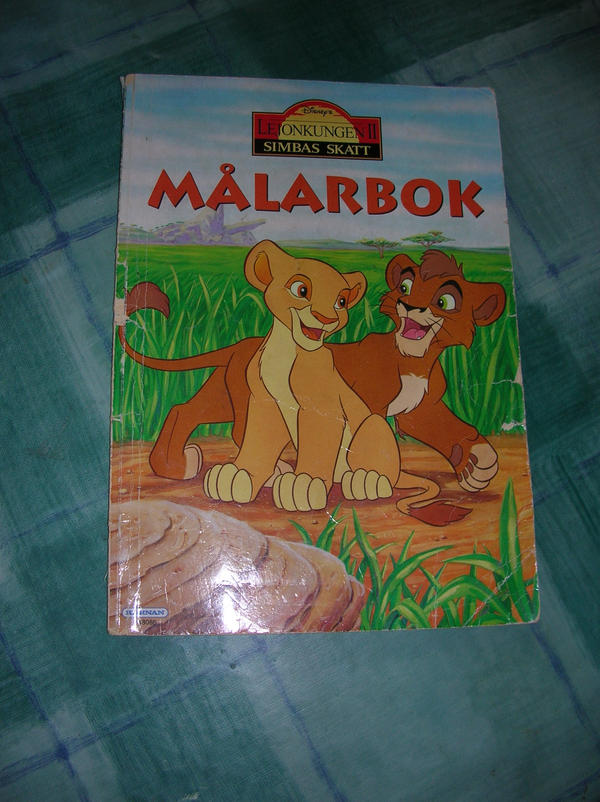 Disney's
LEJONKUNGEN II
SIMBAS SKATT
MÅLARBOK